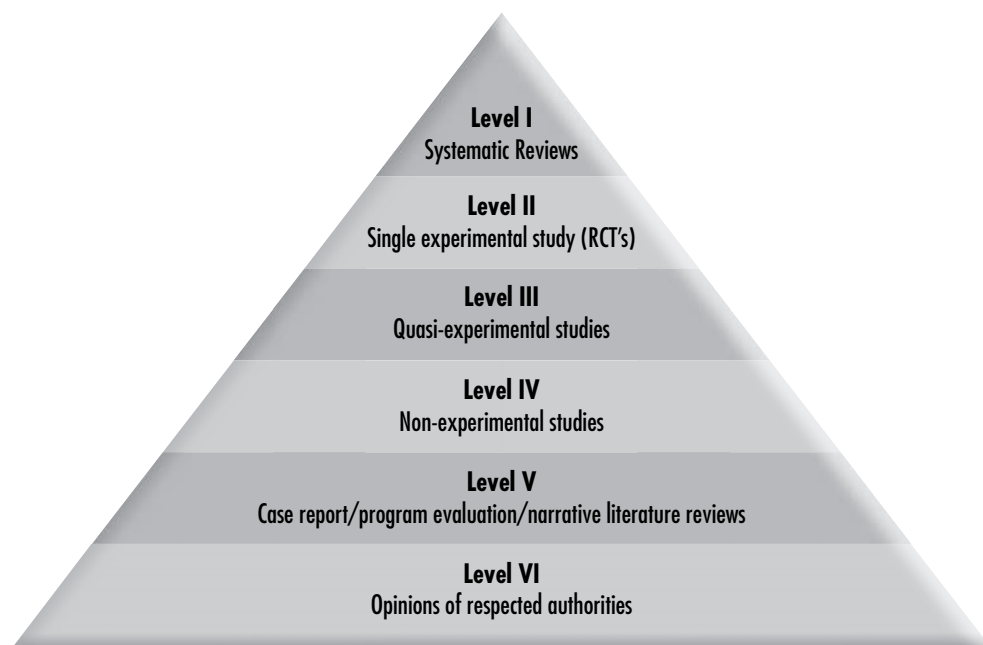 Level I
Systematic Reviews
Level II
Single experimental study (RCT's)
Level III
Quasi-experimental studies
Level IV
Non-experimental studies
Level V
Case report/program evaluation/narrative literature reviews
Level VI
Opinions of respected authorities